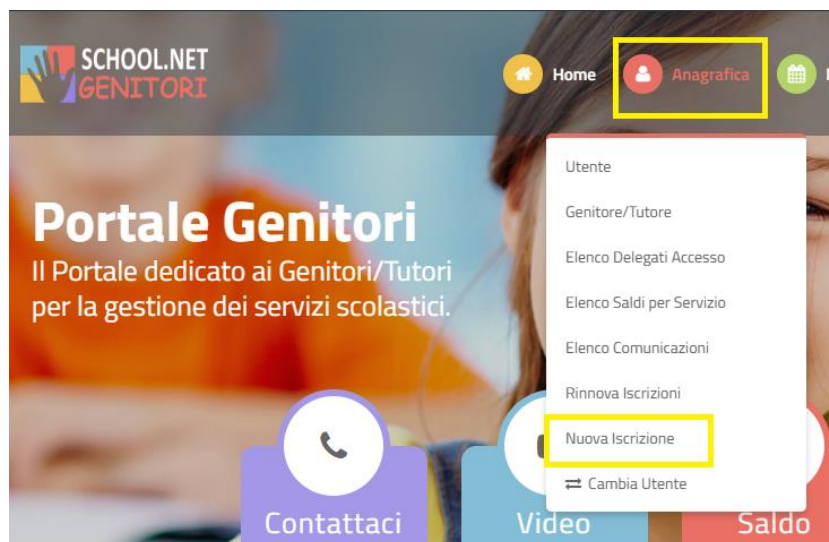 SCHOOL.NET
GENITORI
Home
Anagrafica
Portale Genitori
Il Portale dedicato ai Genitori/Tutori
per la gestione dei servizi scolastici.
Utente
Genitore/Tutore
Elenco Delegati Accesso
Elenco Saldi per Servizio
Elenco Comunicazioni
Rinnova Iscrizioni
Nuova Iscrizione
Cambia Utente
Contattaci
Video
Saldo